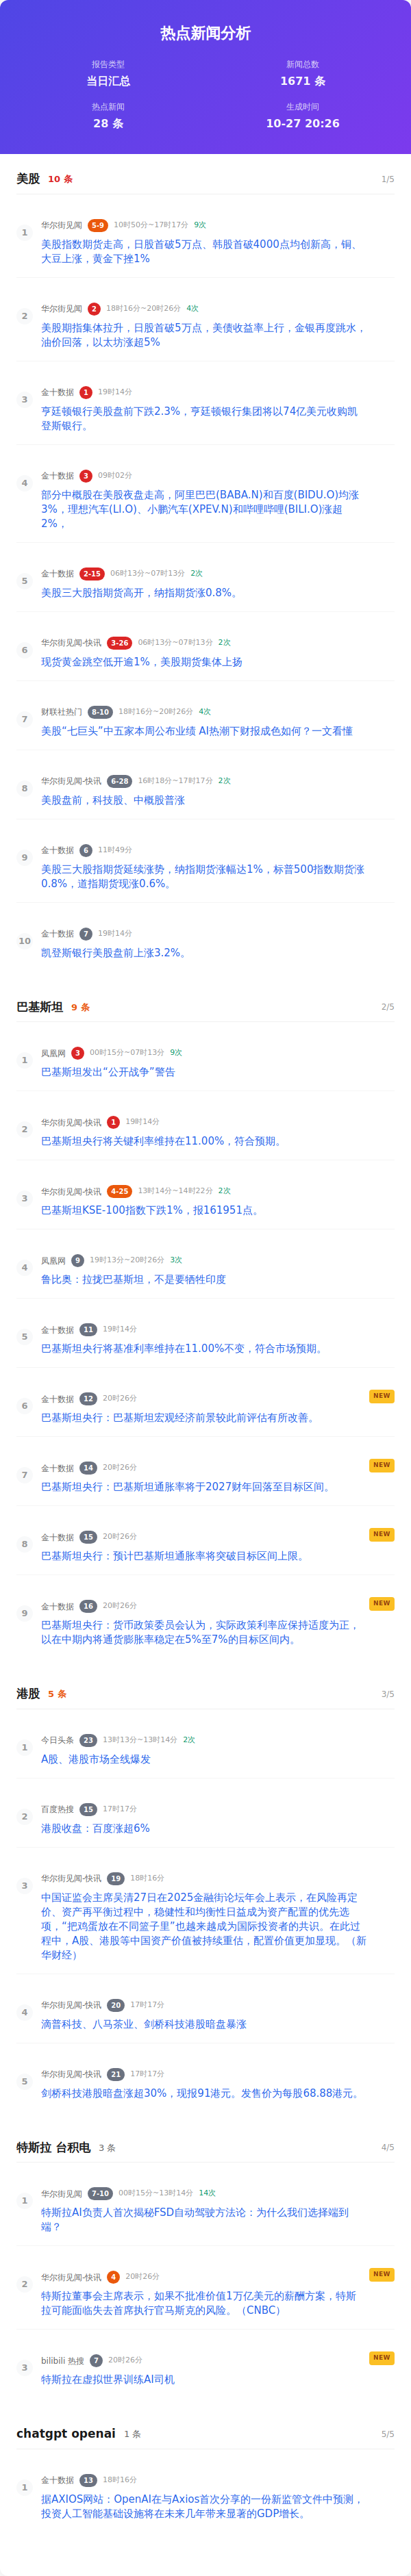 热点新闻分析
报告类型
当日汇总
新闻总数
1671 条
热点新闻
28 条
生成时间
10-27 20:26
美股 10 条 1/5
1
华尔街见闻 5-9 10时50分~17时17分 9次
美股指数期货走高，日股首破5万点、韩股首破4000点均创新高，铜、
大豆上涨，黄金下挫1%
2
华尔街见闻 2 18时16分~20时26分 4次
美股期指集体拉升，日股首破5万点，美债收益率上行，金银再度跳水，
油价回落，以太坊涨超5%
3
金十数据 1 19时14分
亨廷顿银行美股盘前下跌2.3%，亨廷顿银行集团将以74亿美元收购凯
登斯银行。
4
金十数据 3 09时02分
部分中概股在美股夜盘走高，阿里巴巴(BABA.N)和百度(BIDU.O)均涨
3%，理想汽车(LI.O)、小鹏汽车(XPEV.N)和哔哩哔哩(BILI.O)涨超
2%，
5
金十数据 2-15 06时13分~07时13分 2次
美股三大股指期货高开，纳指期货涨0.8%。
6
华尔街见闻-快讯 3-26 06时13分~07时13分 2次
现货黄金跳空低开逾1%，美股期货集体上扬
7
财联社热门 8-10 18时16分~20时26分 4次
美股“七巨头”中五家本周公布业绩 AI热潮下财报成色如何？一文看懂
8
华尔街见闻-快讯 6-28 16时18分~17时17分 2次
美股盘前，科技股、中概股普涨
9
金十数据 6 11时49分
美股三大股指期货延续涨势，纳指期货涨幅达1%，标普500指数期货涨
0.8%，道指期货现涨0.6%。
10
金十数据 7 19时14分
凯登斯银行美股盘前上涨3.2%。
巴基斯坦 9 条 2/5
1
凤凰网 3 00时15分~07时13分 9次
巴基斯坦发出“公开战争”警告
2
华尔街见闻-快讯 1 19时14分
巴基斯坦央行将关键利率维持在11.00%，符合预期。
3
华尔街见闻-快讯 4-25 13时14分~14时22分 2次
巴基斯坦KSE-100指数下跌1%，报161951点。
4
凤凰网 9 19时13分~20时26分 3次
鲁比奥：拉拢巴基斯坦，不是要牺牲印度
5
金十数据 11 19时14分
巴基斯坦央行将基准利率维持在11.00%不变，符合市场预期。
6
金十数据 12 20时26分 NEW
巴基斯坦央行：巴基斯坦宏观经济前景较此前评估有所改善。
7
金十数据 14 20时26分 NEW
巴基斯坦央行：巴基斯坦通胀率将于2027财年回落至目标区间。
8
金十数据 15 20时26分 NEW
巴基斯坦央行：预计巴基斯坦通胀率将突破目标区间上限。
9
金十数据 16 20时26分 NEW
巴基斯坦央行：货币政策委员会认为，实际政策利率应保持适度为正，
以在中期内将通货膨胀率稳定在5%至7%的目标区间内。
港股 5 条 3/5
1
今日头条 23 13时13分~13时14分 2次
A股、港股市场全线爆发
2
百度热搜 15 17时17分
港股收盘：百度涨超6%
3
华尔街见闻-快讯 19 18时16分
中国证监会主席吴清27日在2025金融街论坛年会上表示，在风险再定
价、资产再平衡过程中，稳健性和均衡性日益成为资产配置的优先选
项，“把鸡蛋放在不同篮子里”也越来越成为国际投资者的共识。在此过
程中，A股、港股等中国资产价值被持续重估，配置价值更加显现。（新
华财经）
4
华尔街见闻-快讯 20 17时17分
滴普科技、八马茶业、剑桥科技港股暗盘暴涨
5
华尔街见闻-快讯 21 17时17分
剑桥科技港股暗盘涨超30%，现报91港元。发售价为每股68.88港元。
特斯拉 台积电 3 条 4/5
1
华尔街见闻 7-10 00时15分~13时14分 14次
特斯拉AI负责人首次揭秘FSD自动驾驶方法论：为什么我们选择端到
端？
2
华尔街见闻-快讯 4 20时26分 NEW
特斯拉董事会主席表示，如果不批准价值1万亿美元的薪酬方案，特斯
拉可能面临失去首席执行官马斯克的风险。（CNBC）
3
bilibili 热搜 7 20时26分 NEW
特斯拉在虚拟世界训练AI司机
chatgpt openai 1 条 5/5
1
金十数据 13 18时16分
据AXIOS网站：OpenAI在与Axios首次分享的一份新监管文件中预测，
投资人工智能基础设施将在未来几年带来显著的GDP增长。